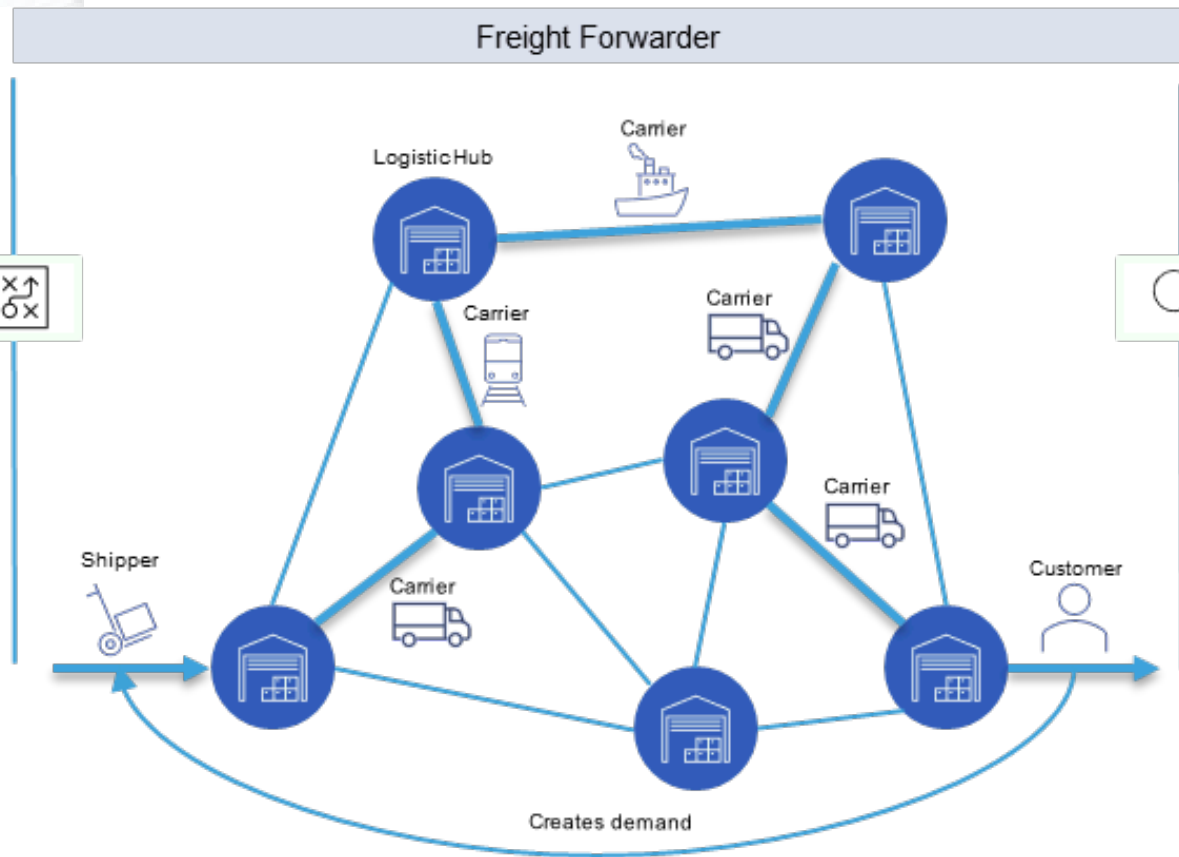 Freight Forwarder
Carrier
Logistic Hub
Carrier
Carrier
Carrier
Shipper
Carrier
Customer
Creates demand